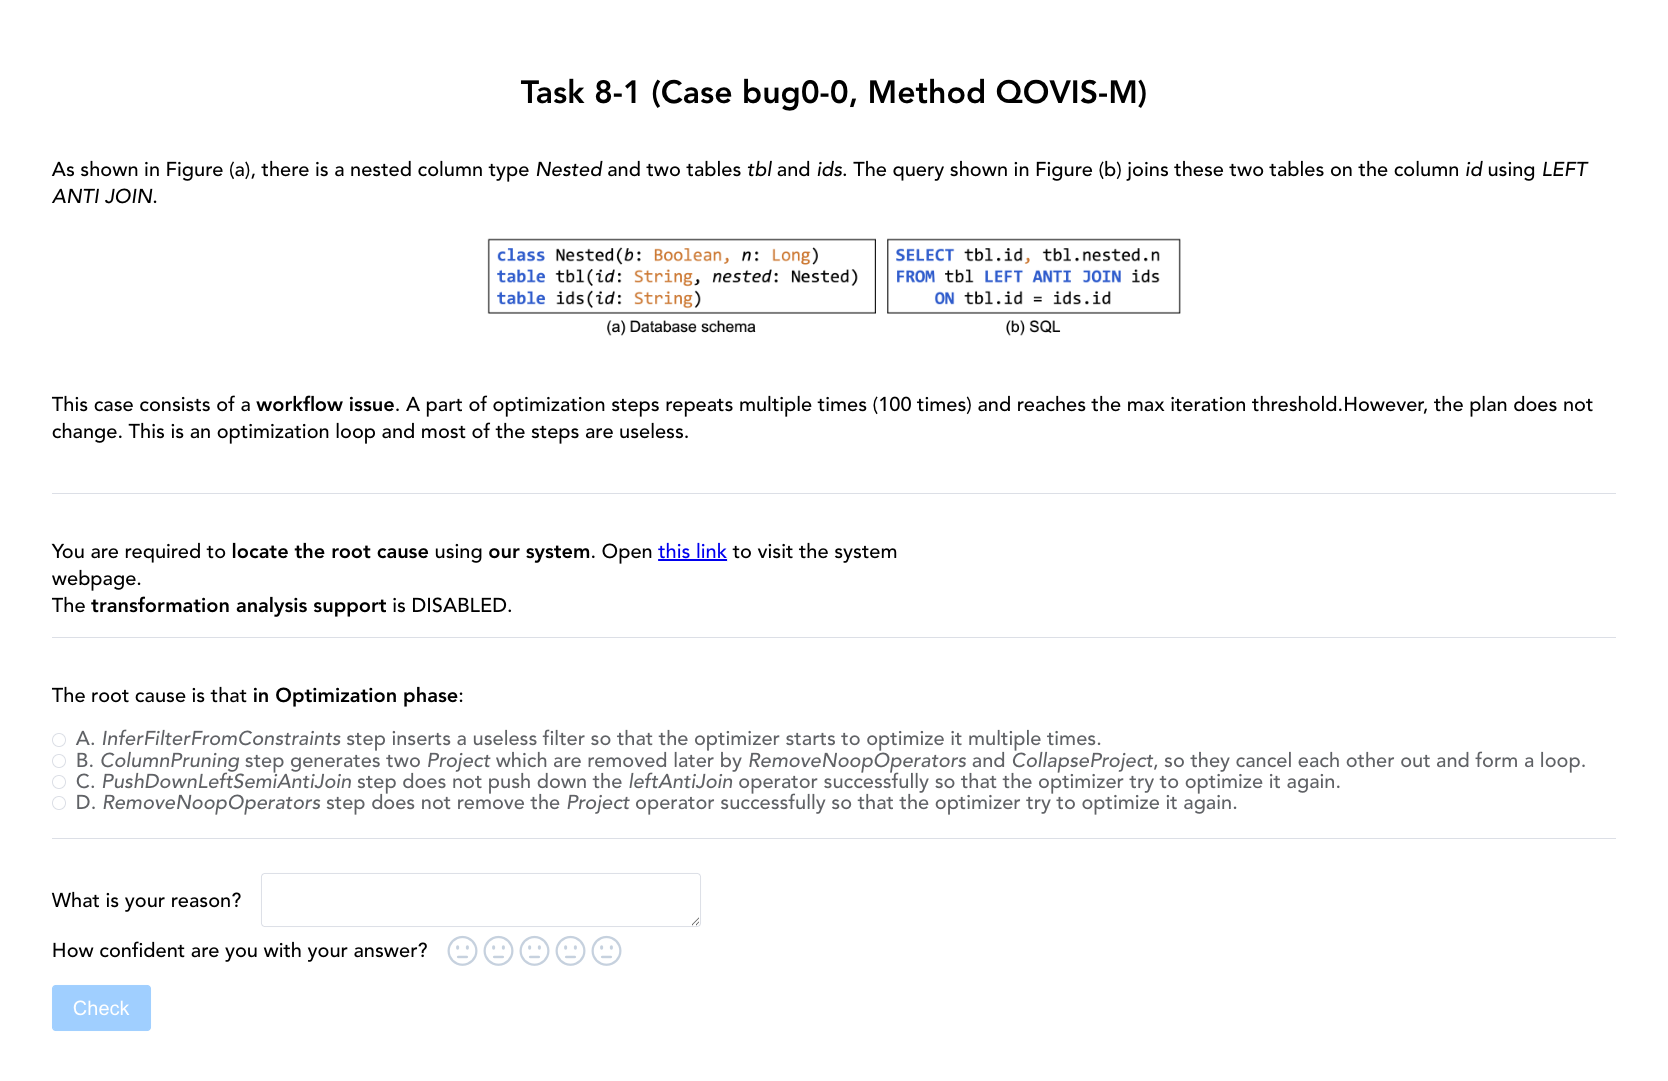 Task 8-1 (Case bug0-0, Method QOVIS-M)
As shown in Figure (a), there is a nested column type Nested and two tables tbl and ids. The query shown in Figure (b) joins these two tables on the column id using LEFT
ANTI JOIN.
class Nested(b: Boolean, n: Long)
table tbl(id: String, nested: Nested)
table ids(id: String)
(a) Database schema
SELECT tbl.id, tbl.nested.n
FROM tbl LEFT ANTI JOIN ids
ON tbl.id = ids.id
(b) SQL
This case consists of a workflow issue. A part of optimization steps repeats multiple times (100 times) and reaches the max iteration threshold.However, the plan does not
change. This is an optimization loop and most of the steps are useless.
You are required to locate the root cause using our system. Open this link to visit the system
webpage.
The transformation analysis support is DISABLED.
The root cause is that in Optimization phase:
A. InferFilterFromConstraints step inserts a useless filter so that the optimizer starts to optimize it multiple times.
B. ColumnPruning step generates two Project which are removed later by RemoveNoopOperators and CollapseProject, so they cancel each other out and form a loop.
C. PushDownLeftSemiAntiJoin step does not push down the leftAntiJoin operator successfully so that the optimizer try to optimize it again.
D. RemoveNoopOperators step does not remove the Project operator successfully so that the optimizer try to optimize it again.
What is your reason?
How confident are you with your answer?
Check